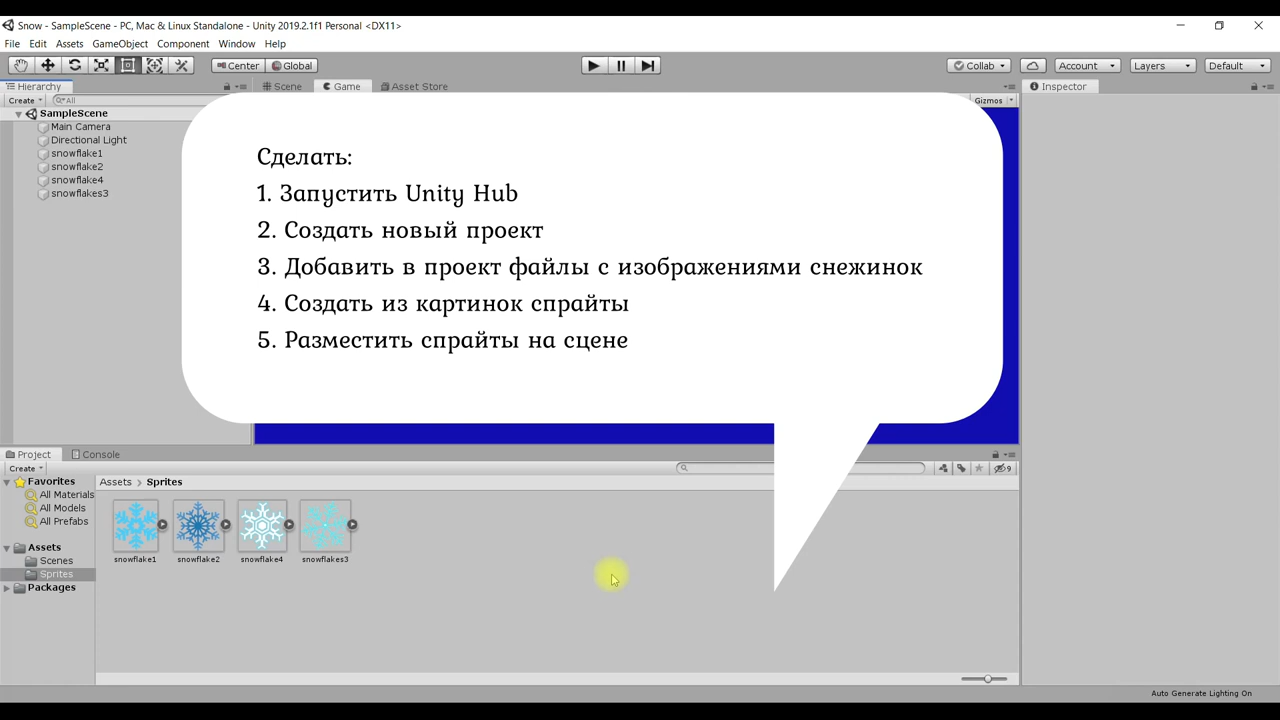 Snow - SampleScene - PC, Mac & Linux Standalone - Unity 2019.2.1f1 Personal <DX11>
File Edit Assets GameObject Component Window Help
Center Global Collab Account Layers Default
Hierarchy Scene Game Asset Store Inspector
Create All Gizmos
SampleScene
Main Camera
Directional Light
snowflake1
snowflake2
snowflake4
snowflakes3
Сделать:
1. Запустить Unity Hub
2. Создать новый проект
3. Добавить в проект файлы с изображениями снежинок
4. Создать из картинок спрайты
5. Разместить спрайты на сцене
Project Console
Create 9
Favorites
All Materials
All Models
All Prefabs
Assets
Scenes
Sprites
Packages
Assets Sprites
snowflake1 snowflake2 snowflake4 snowflakes3
Auto Generate Lighting On